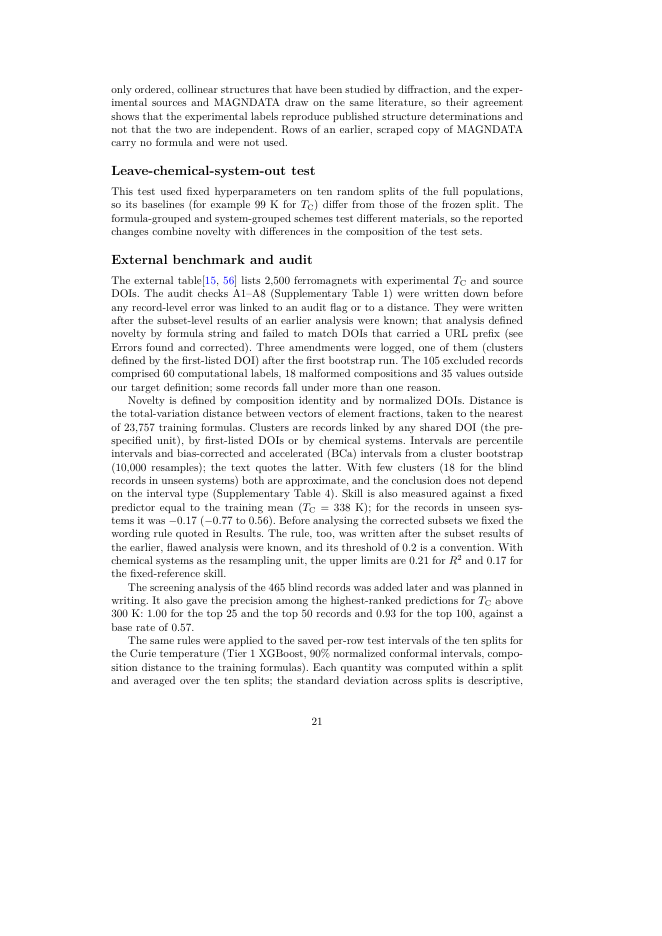 only ordered, collinear structures that have been studied by diffraction, and the exper-
imental sources and MAGNDATA draw on the same literature, so their agreement
shows that the experimental labels reproduce published structure determinations and
not that the two are independent. Rows of an earlier, scraped copy of MAGNDATA
carry no formula and were not used.
Leave-chemical-system-out test
This test used fixed hyperparameters on ten random splits of the full populations,
so its baselines (for example 99 K for TC) differ from those of the frozen split. The
formula-grouped and system-grouped schemes test different materials, so the reported
changes combine novelty with differences in the composition of the test sets.
External benchmark and audit
The external table[15, 56] lists 2,500 ferromagnets with experimental TC and source
DOIs. The audit checks A1–A8 (Supplementary Table 1) were written down before
any record-level error was linked to an audit flag or to a distance. They were written
after the subset-level results of an earlier analysis were known; that analysis defined
novelty by formula string and failed to match DOIs that carried a URL prefix (see
Errors found and corrected). Three amendments were logged, one of them (clusters
defined by the first-listed DOI) after the first bootstrap run. The 105 excluded records
comprised 60 computational labels, 18 malformed compositions and 35 values outside
our target definition; some records fall under more than one reason.
Novelty is defined by composition identity and by normalized DOIs. Distance is
the total-variation distance between vectors of element fractions, taken to the nearest
of 23,757 training formulas. Clusters are records linked by any shared DOI (the pre-
specified unit), by first-listed DOIs or by chemical systems. Intervals are percentile
intervals and bias-corrected and accelerated (BCa) intervals from a cluster bootstrap
(10,000 resamples); the text quotes the latter. With few clusters (18 for the blind
records in unseen systems) both are approximate, and the conclusion does not depend
on the interval type (Supplementary Table 4). Skill is also measured against a fixed
predictor equal to the training mean (TC = 338 K); for the records in unseen sys-
tems it was −0.17 (−0.77 to 0.56). Before analysing the corrected subsets we fixed the
wording rule quoted in Results. The rule, too, was written after the subset results of
the earlier, flawed analysis were known, and its threshold of 0.2 is a convention. With
chemical systems as the resampling unit, the upper limits are 0.21 for R² and 0.17 for
the fixed-reference skill.
The screening analysis of the 465 blind records was added later and was planned in
writing. It also gave the precision among the highest-ranked predictions for TC above
300 K: 1.00 for the top 25 and the top 50 records and 0.93 for the top 100, against a
base rate of 0.57.
The same rules were applied to the saved per-row test intervals of the ten splits for
the Curie temperature (Tier 1 XGBoost, 90% normalized conformal intervals, compo-
sition distance to the training formulas). Each quantity was computed within a split
and averaged over the ten splits; the standard deviation across splits is descriptive,
21